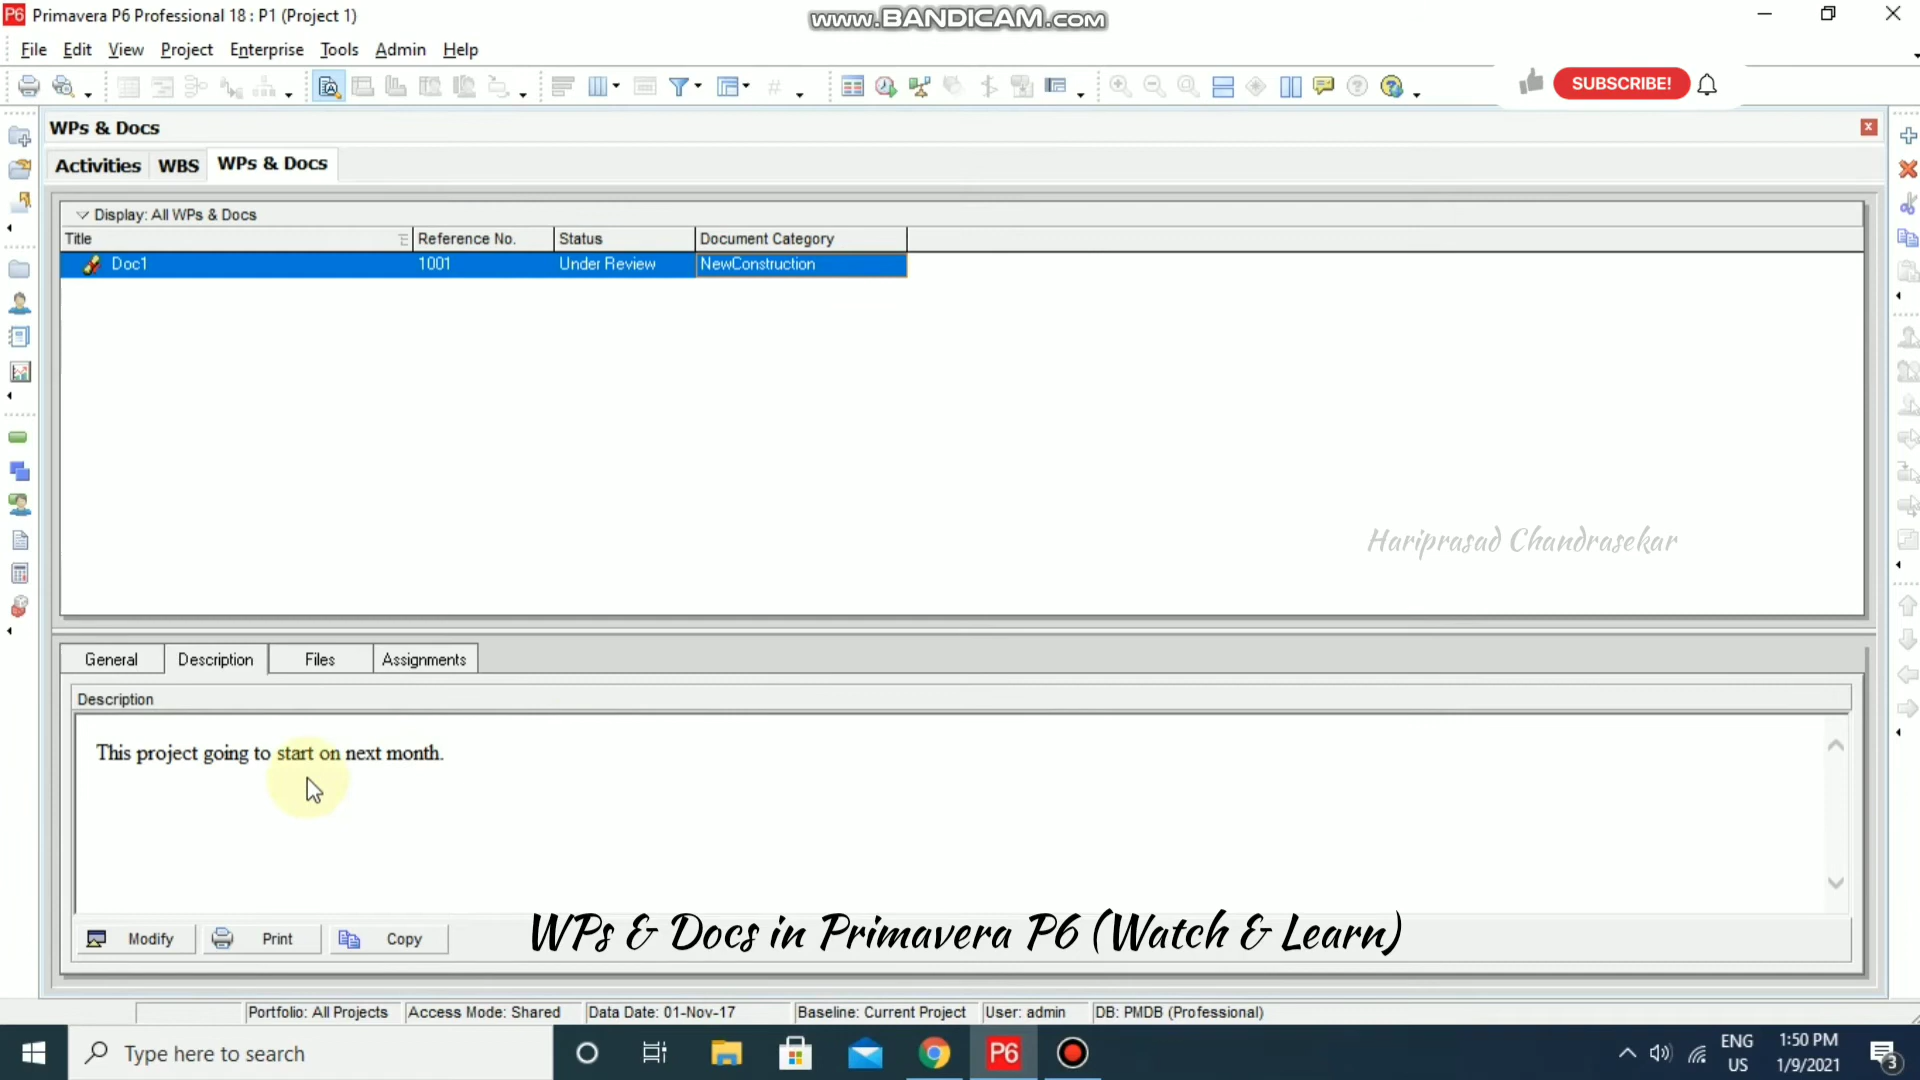 Primavera P6 Professional 18 : P1 (Project 1)
www.BANDICAM.com
File Edit View Project Enterprise Tools Admin Help
SUBSCRIBE!
WPs & Docs
Activities WBS WPs & Docs
Display: All WPs & Docs
Title Reference No. Status Document Category
Doc1 1001 Under Review NewConstruction
Hariprasad Chandrasekar
General Description Files Assignments
Description
This project going to start on next month.
Modify Print Copy
WPs & Docs in Primavera P6 (Watch & Learn)
Portfolio: All Projects Access Mode: Shared Data Date: 01-Nov-17 Baseline: Current Project User: admin DB: PMDB (Professional)
Type here to search
P6
ENG
US
1:50 PM
1/9/2021
3